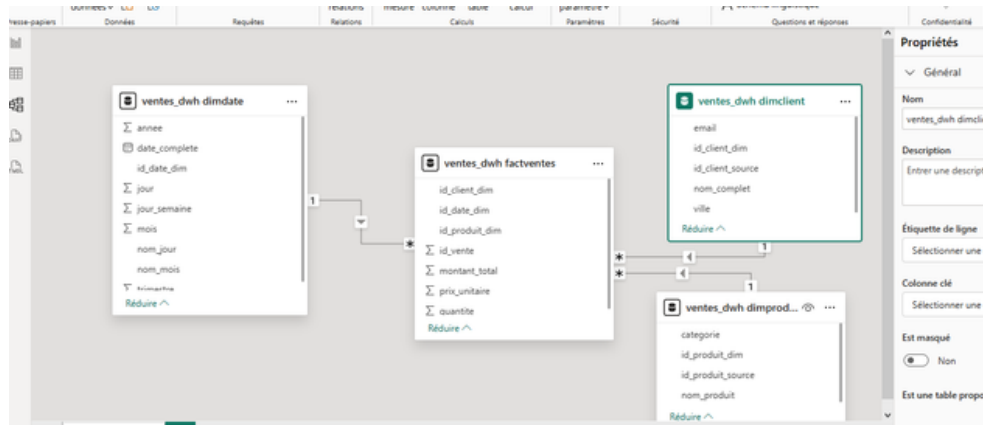 données
relations
mesure colonne table calcul
paramètre
Presse-papiers
Données
Requêtes
Relations
Calculs
Paramètres
Sécurité
Questions et réponses
Confidentialité
ventes_dwh dimdate ...
annee
date_complete
id_date_dim
jour
jour_semaine
mois
nom_jour
nom_mois
Réduire
1
*
ventes_dwh factventes ...
id_client_dim
id_date_dim
id_produit_dim
id_vente
montant_total
prix_unitaire
quantite
Réduire
ventes_dwh dimclient ...
email
id_client_dim
id_client_source
nom_complet
ville
Réduire
1
*
*
1
ventes_dwh dimprod... ...
categorie
id_produit_dim
id_produit_source
nom_produit
Réduire
Propriétés
Général
Nom
ventes_dwh dimcli
Description
Entrer une descript
Étiquette de ligne
Sélectionner une
Colonne clé
Sélectionner une
Est masqué
Non
Est une table propo